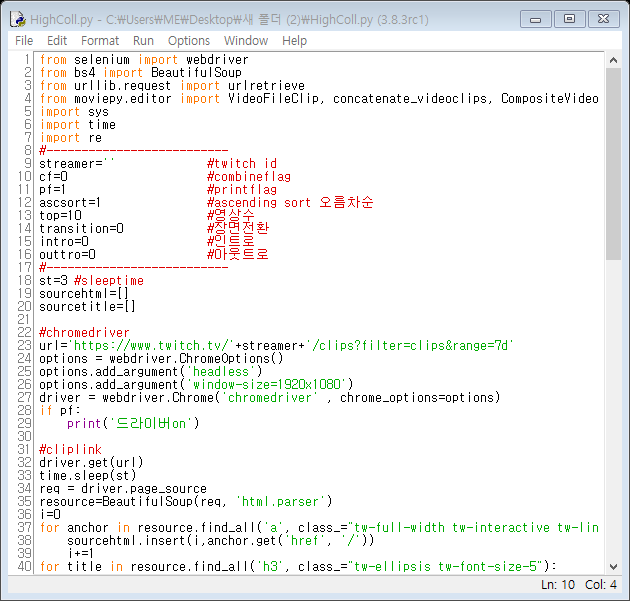 HighColl.py - C:\Users\ME\Desktop\새 폴더 (2)\HighColl.py (3.8.3rc1)
File Edit Format Run Options Window Help
1 from selenium import webdriver
2 from bs4 import BeautifulSoup
3 from urllib.request import urlretrieve
4 from moviepy.editor import VideoFileClip, concatenate_videoclips, CompositeVideo
5 import sys
6 import time
7 import re
8 #---------------------------
9 streamer='' #twitch id
10 cf=0 #combineflag
11 pf=1 #printflag
12 ascsort=1 #ascending sort 오름차순
13 top=10 #영상수
14 transition=0 #장면전환
15 intro=0 #인트로
16 outtro=0 #아웃트로
17 #---------------------------
18 st=3 #sleeptime
19 sourcehtml=[]
20 sourcetitle=[]
21
22 #chromedriver
23 url='https://www.twitch.tv/'+streamer+'/clips?filter=clips&range=7d'
24 options = webdriver.ChromeOptions()
25 options.add_argument('headless')
26 options.add_argument('window-size=1920x1080')
27 driver = webdriver.Chrome('chromedriver' , chrome_options=options)
28 if pf:
29     print('드라이버on')
30
31 #cliplink
32 driver.get(url)
33 time.sleep(st)
34 req = driver.page_source
35 resource=BeautifulSoup(req, 'html.parser')
36 i=0
37 for anchor in resource.find_all('a', class_="tw-full-width tw-interactive tw-lin
38     sourcehtml.insert(i,anchor.get('href', '/'))
39     i+=1
40 for title in resource.find_all('h3', class_="tw-ellipsis tw-font-size-5"):
Ln: 10 Col: 4